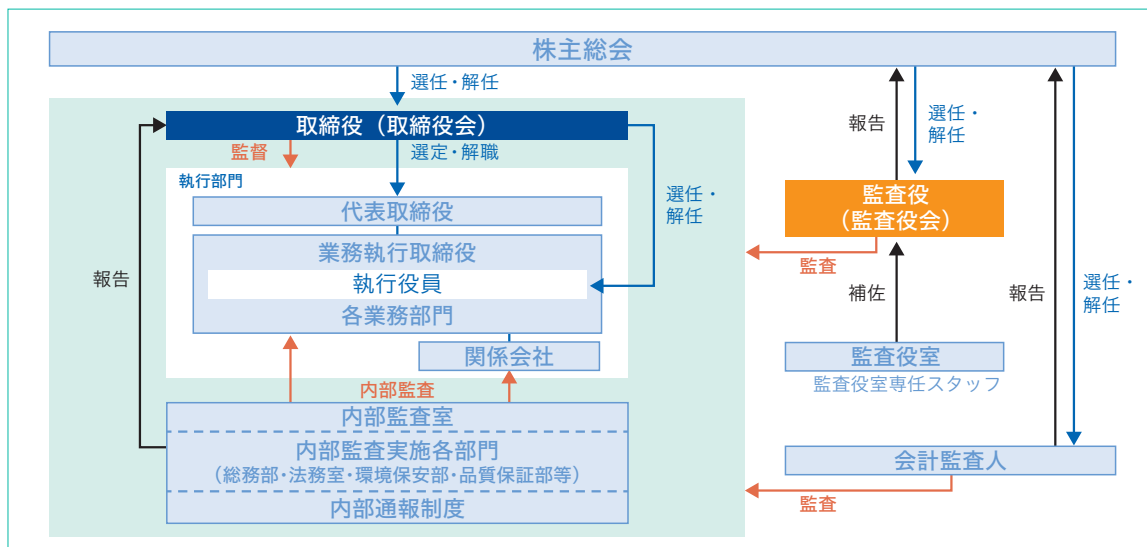 株主総会
選任・解任
取締役（取締役会）
監督
選定・解職
執行部門
代表取締役
業務執行取締役
執行役員
各業務部門
関係会社
選任・
解任
報告
内部監査
内部監査室
内部監査実施各部門
（総務部・法務室・環境保安部・品質保証部等）
内部通報制度
報告
選任・
解任
監査役
（監査役会）
監査
補佐
監査役室
監査役室専任スタッフ
報告
選任・
解任
会計監査人
監査